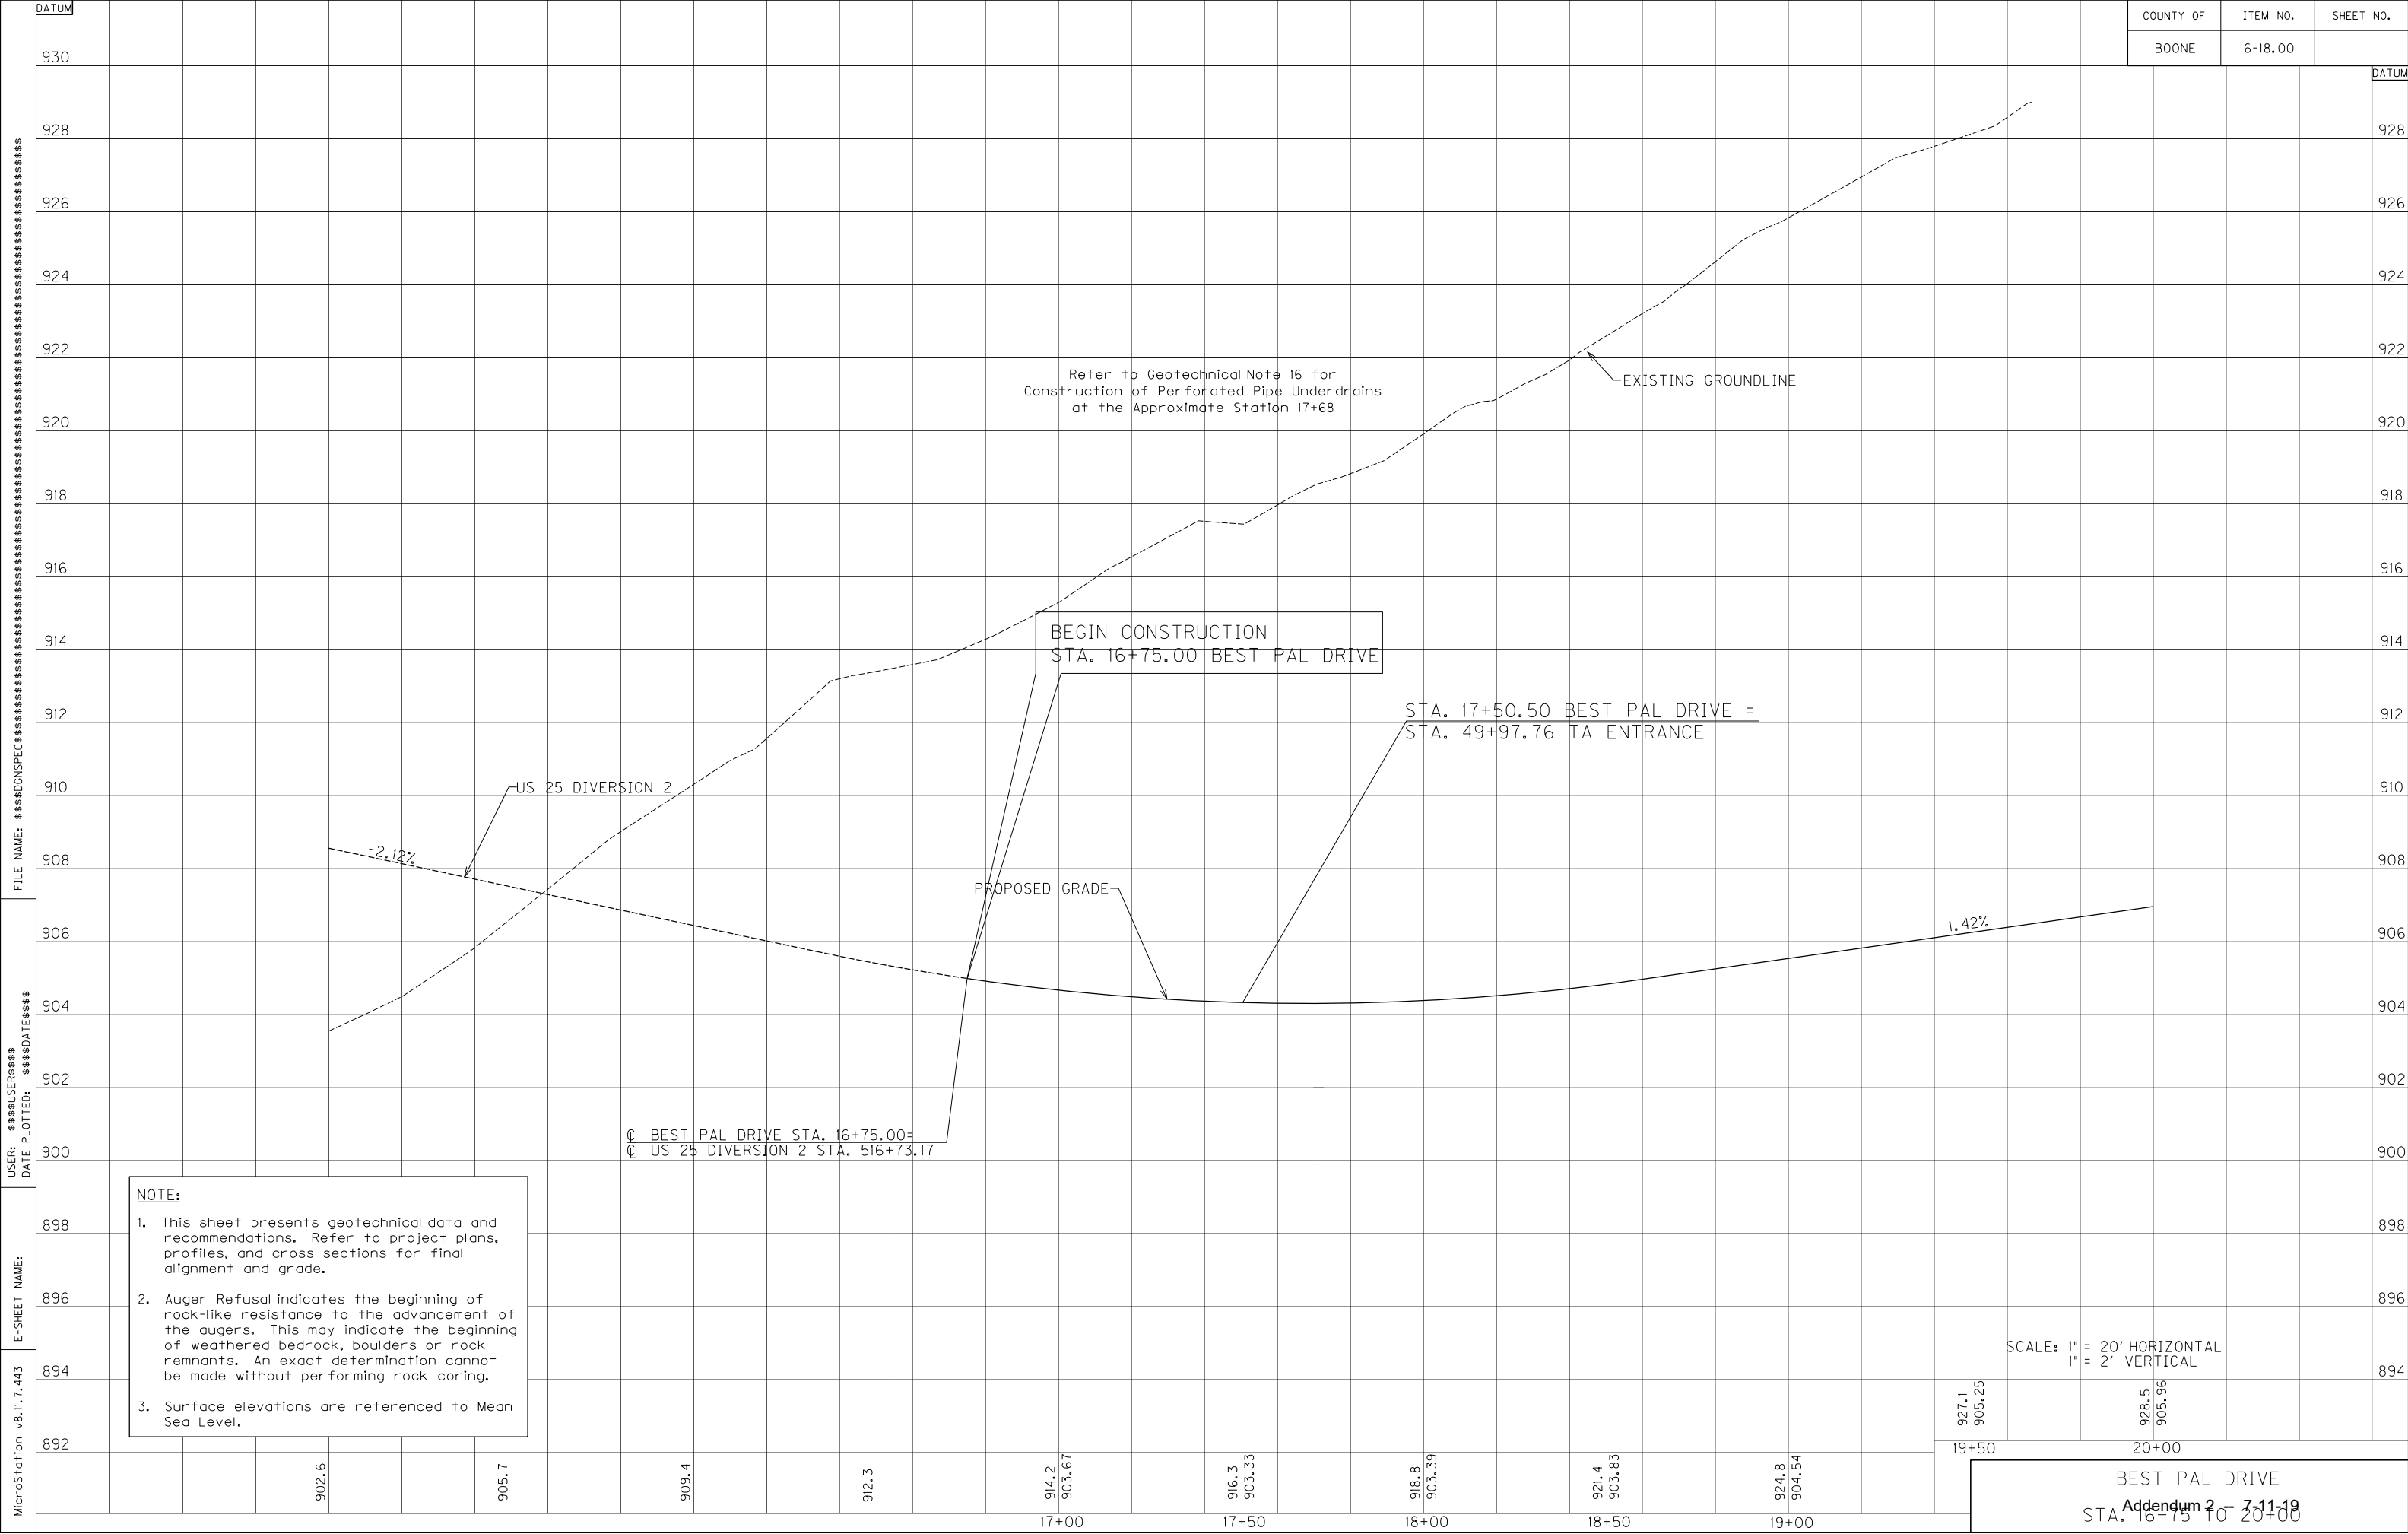 DATUM
COUNTY OF ITEM NO. SHEET NO.
BOONE 6-18.00
DATUM
930
928 928
926 926
924 924
922 922
Refer to Geotechnical Note 16 for
Construction of Perforated Pipe Underdrains
at the Approximate Station 17+68
EXISTING GROUNDLINE
920 920
918 918
916 916
BEGIN CONSTRUCTION
STA. 16+75.00 BEST PAL DRIVE
914 914
STA. 17+50.50 BEST PAL DRIVE =
STA. 49+97.76 TA ENTRANCE
912 912
US 25 DIVERSION 2
910 910
-2.12%
908 908
PROPOSED GRADE
1.42%
906 906
904 904
902 902
℄ BEST PAL DRIVE STA. 16+75.00=
℄ US 25 DIVERSION 2 STA. 516+73.17
900 900
NOTE:
1. This sheet presents geotechnical data and
recommendations. Refer to project plans,
profiles, and cross sections for final
alignment and grade.
898 898
2. Auger Refusal indicates the beginning of
rock-like resistance to the advancement of
the augers. This may indicate the beginning
of weathered bedrock, boulders or rock
remnants. An exact determination cannot
be made without performing rock coring.
896 896
894 894
3. Surface elevations are referenced to Mean
Sea Level.
892
SCALE: 1" = 20' HORIZONTAL
1" = 2' VERTICAL
927.1
905.25
928.5
905.96
19+50 20+00
902.6
905.7
909.4
912.3
914.2
903.67
916.3
903.33
918.8
903.39
921.4
903.83
924.8
904.54
17+00 17+50 18+00 18+50 19+00
BEST PAL DRIVE
Addendum 2 -- 7-11-19
STA. 16+75 TO 20+00
USER: $$$$USER$$$$
DATE PLOTTED: $$$$DATE$$$$
E-SHEET NAME:
MicroStation v8.11.7.443